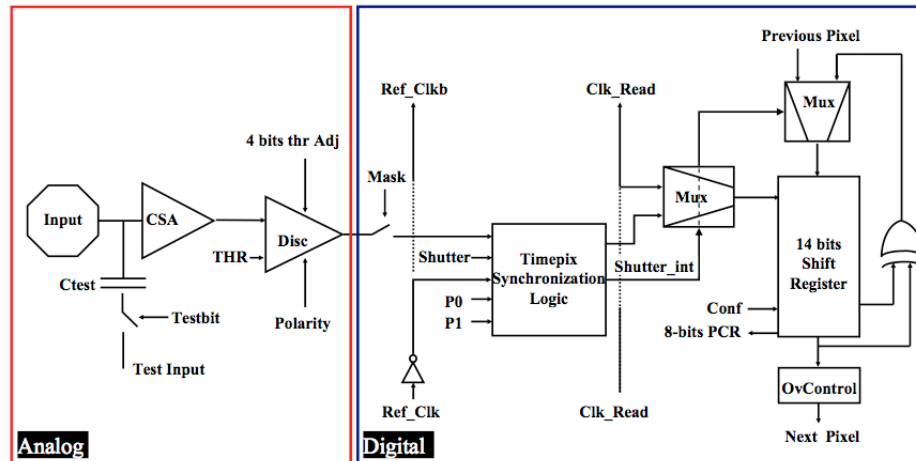 Previous Pixel
Ref_Clkb
Clk_Read
Mux
4 bits thr Adj
Mask
Mux
Input
CSA
Disc
THR
Shutter
Timepix
Synchronization
Logic
Shutter_int
14 bits
Shift
Register
Ctest
P0
P1
Conf
8-bits PCR
Testbit
Polarity
Test Input
OvControl
Ref_Clk
Clk_Read
Next Pixel
Analog
Digital